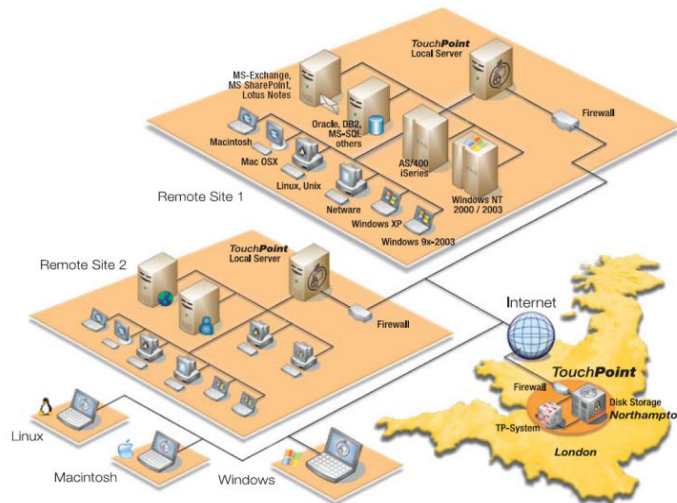 TouchPoint
Local Server
MS-Exchange,
MS SharePoint,
Lotus Notes
Firewall
Oracle, DB2,
MS-SQL
others
Macintosh
Mac OSX
AS/400
iSeries
Linux, Unix
Windows NT
2000 / 2003
Remote Site 1
Netware
Windows XP
Windows 9x-2003
Remote Site 2
TouchPoint
Local Server
Firewall
Internet
TouchPoint
Firewall
Disk Storage
Northampto
TP-System
London
Linux
Macintosh
Windows